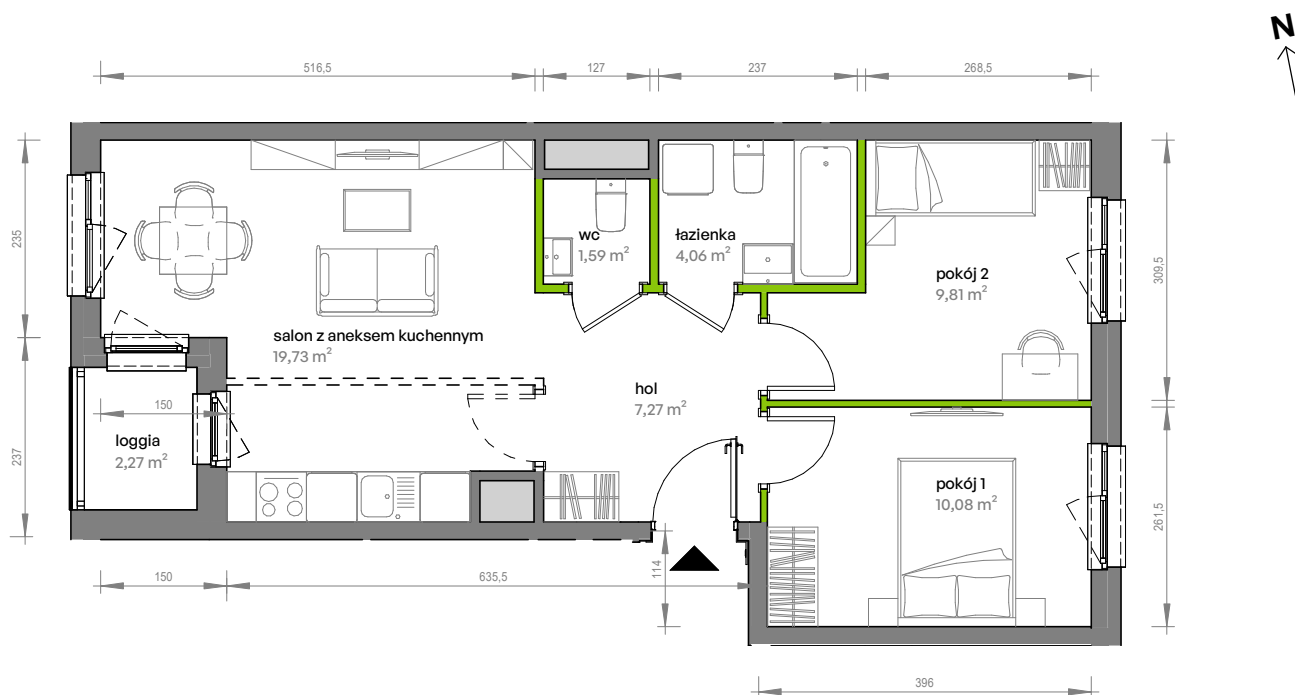 N
516,5
127
237
268,5
235
237
309,5
261,5
wc
1,59 m²
łazienka
4,06 m²
pokój 2
9,81 m²
salon z aneksem kuchennym
19,73 m²
hol
7,27 m²
150
loggia
2,27 m²
pokój 1
10,08 m²
150
635,5
114
396